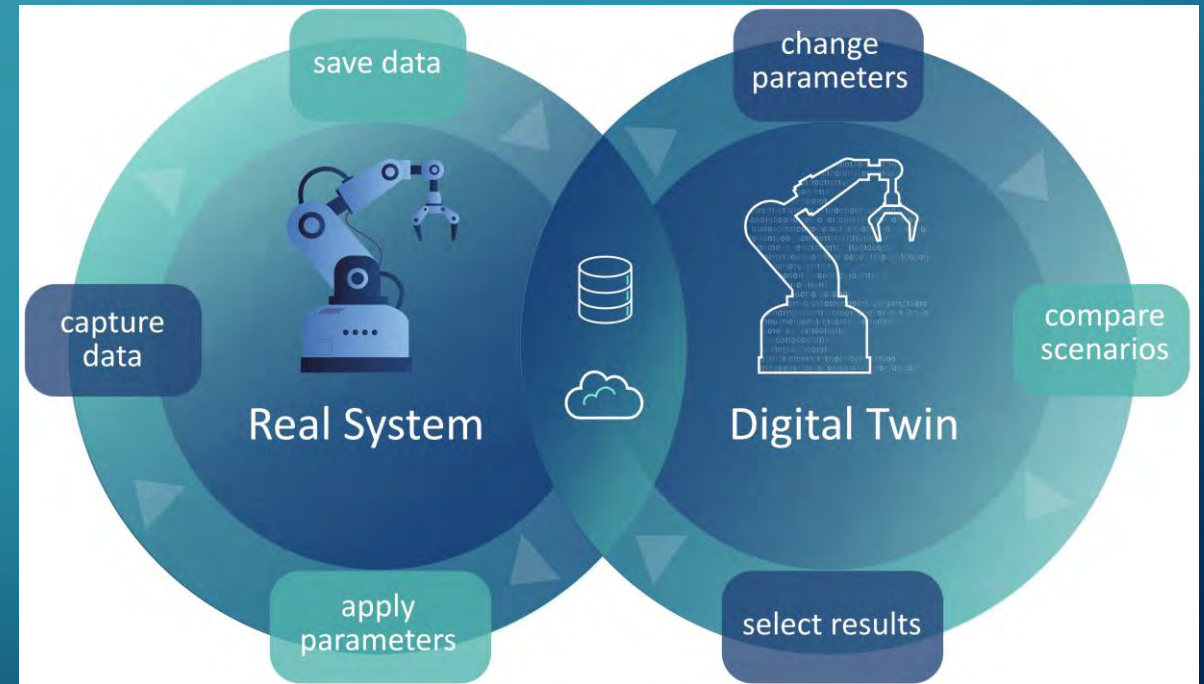 save data
change
parameters
capture
data
compare
scenarios
Real System
Digital Twin
apply
parameters
select results